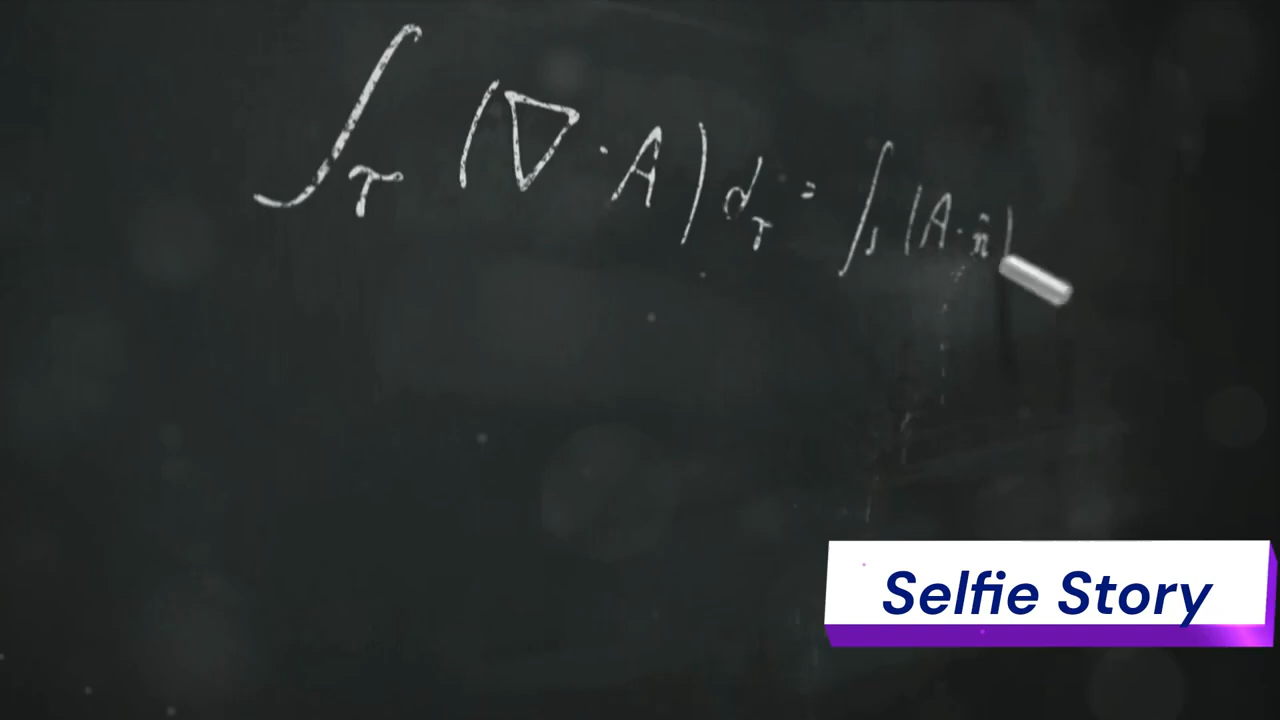 ∫τ (∇·A) dτ = ∫s (A·n̂)
Selfie Story